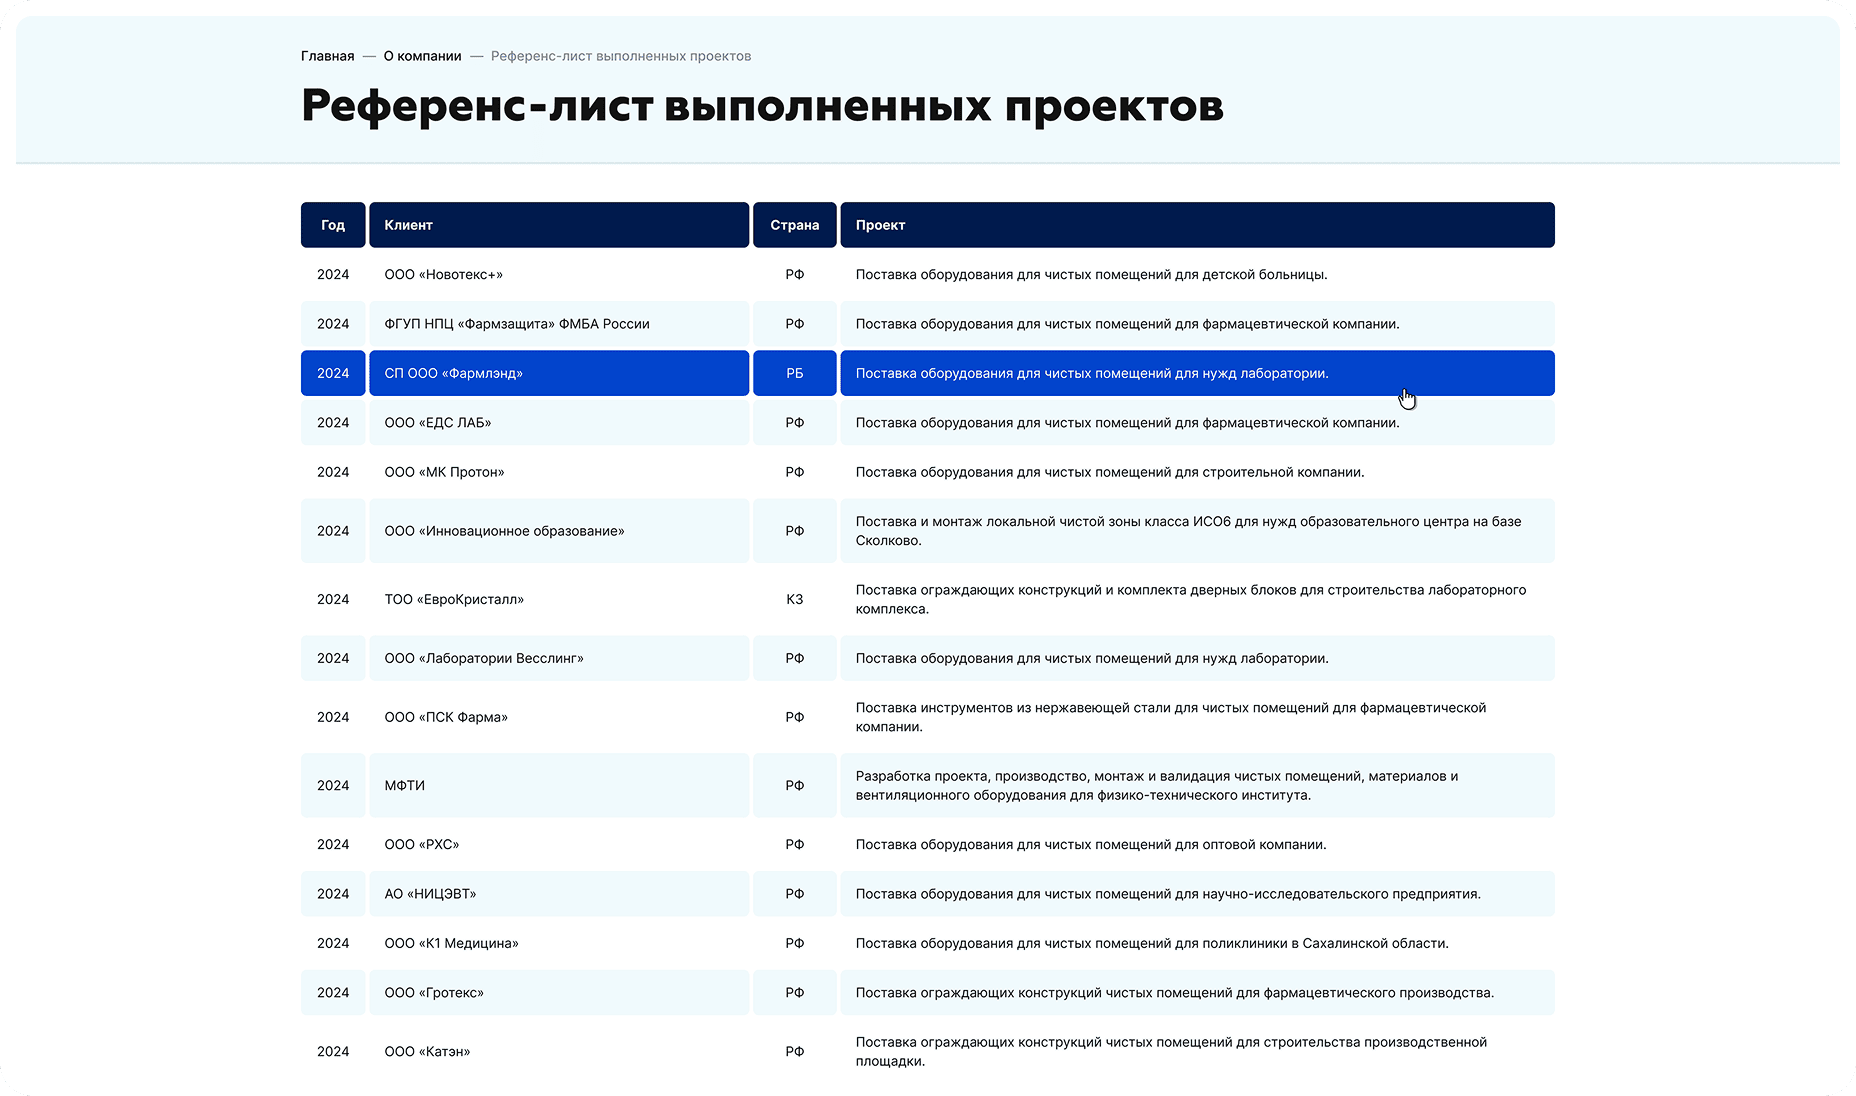 Главная — О компании — Референс-лист выполненных проектов
Референс-лист выполненных проектов
Год Клиент Страна Проект
2024 ООО «Новотекс+» РФ Поставка оборудования для чистых помещений для детской больницы.
2024 ФГУП НПЦ «Фармзащита» ФМБА России РФ Поставка оборудования для чистых помещений для фармацевтической компании.
2024 СП ООО «Фармлэнд» РБ Поставка оборудования для чистых помещений для нужд лаборатории.
2024 ООО «ЕДС ЛАБ» РФ Поставка оборудования для чистых помещений для фармацевтической компании.
2024 ООО «МК Протон» РФ Поставка оборудования для чистых помещений для строительной компании.
2024 ООО «Инновационное образование» РФ Поставка и монтаж локальной чистой зоны класса ИСО6 для нужд образовательного центра на базе
Сколково.
2024 ТОО «ЕвроКристалл» КЗ Поставка ограждающих конструкций и комплекта дверных блоков для строительства лабораторного
комплекса.
2024 ООО «Лаборатории Весслинг» РФ Поставка оборудования для чистых помещений для нужд лаборатории.
2024 ООО «ПСК Фарма» РФ Поставка инструментов из нержавеющей стали для чистых помещений для фармацевтической
компании.
2024 МФТИ РФ Разработка проекта, производство, монтаж и валидация чистых помещений, материалов и
вентиляционного оборудования для физико-технического института.
2024 ООО «РХС» РФ Поставка оборудования для чистых помещений для оптовой компании.
2024 АО «НИЦЭВТ» РФ Поставка оборудования для чистых помещений для научно-исследовательского предприятия.
2024 ООО «К1 Медицина» РФ Поставка оборудования для чистых помещений для поликлиники в Сахалинской области.
2024 ООО «Гротекс» РФ Поставка ограждающих конструкций чистых помещений для фармацевтического производства.
2024 ООО «Катэн» РФ Поставка ограждающих конструкций чистых помещений для строительства производственной
площадки.